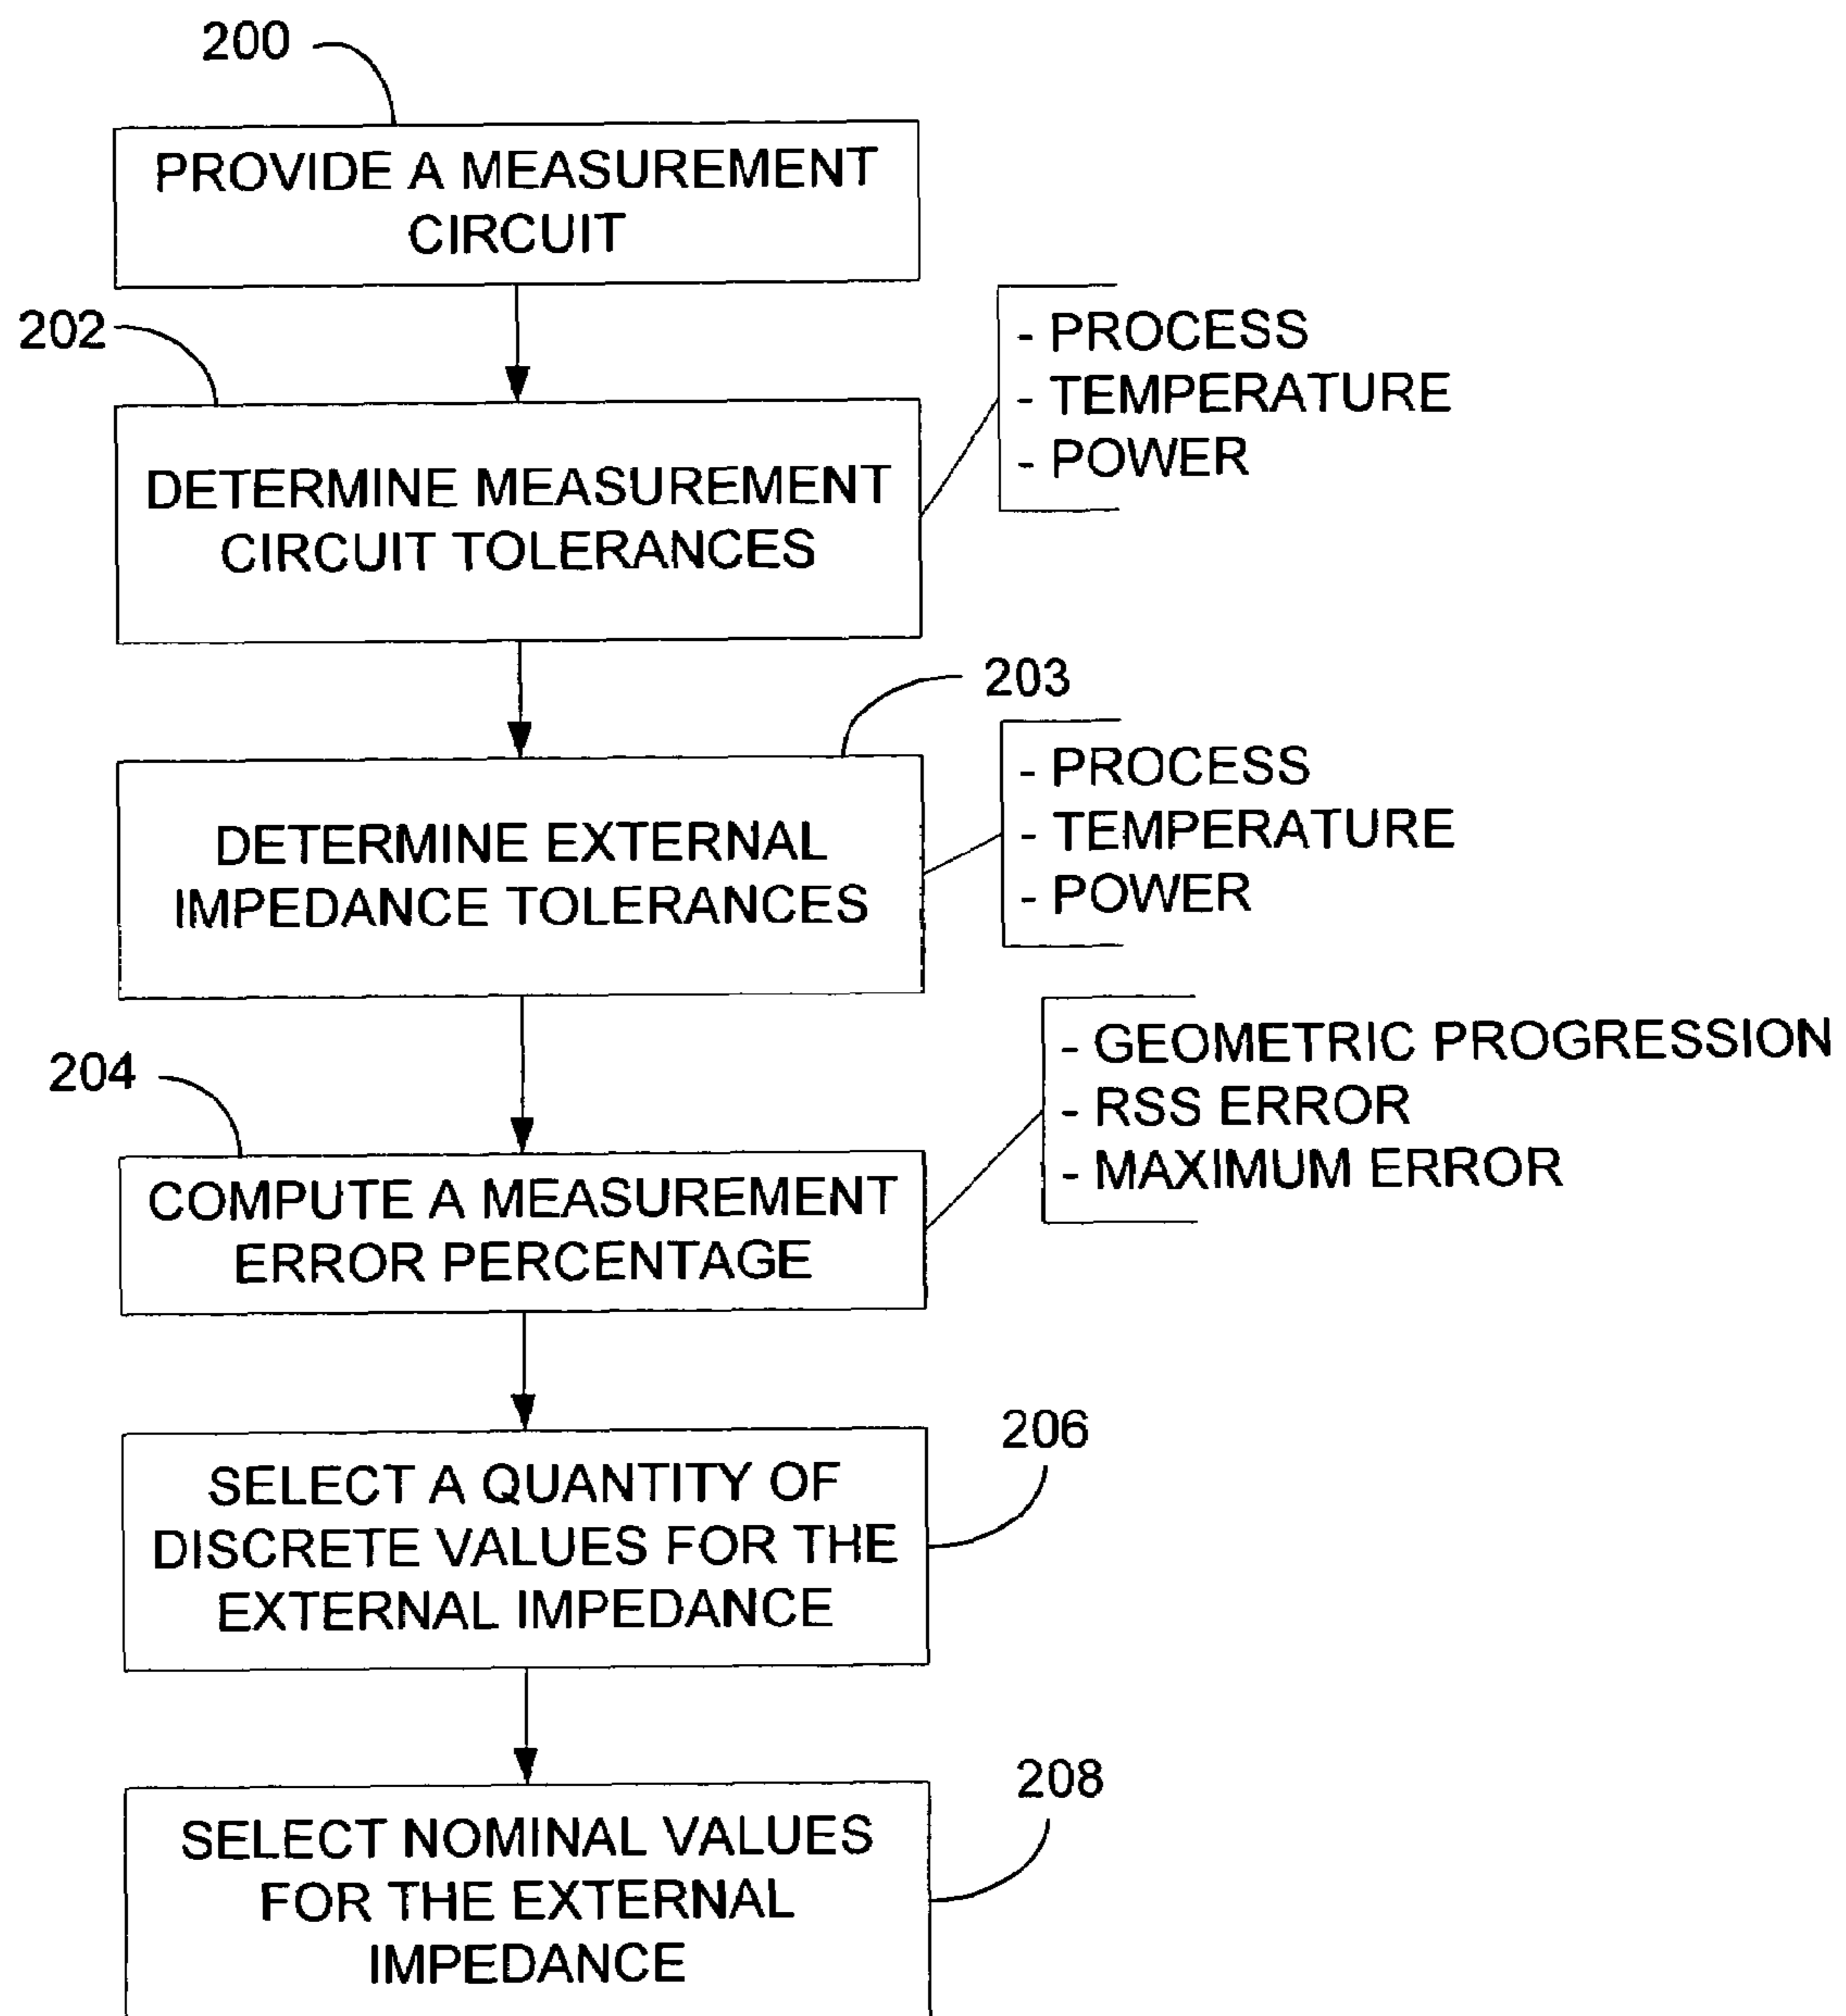 200
PROVIDE A MEASUREMENT
CIRCUIT
202
- PROCESS
- TEMPERATURE
- POWER
DETERMINE MEASUREMENT
CIRCUIT TOLERANCES
203
- PROCESS
- TEMPERATURE
- POWER
DETERMINE EXTERNAL
IMPEDANCE TOLERANCES
204
- GEOMETRIC PROGRESSION
- RSS ERROR
- MAXIMUM ERROR
COMPUTE A MEASUREMENT
ERROR PERCENTAGE
206
SELECT A QUANTITY OF
DISCRETE VALUES FOR THE
EXTERNAL IMPEDANCE
208
SELECT NOMINAL VALUES
FOR THE EXTERNAL
IMPEDANCE